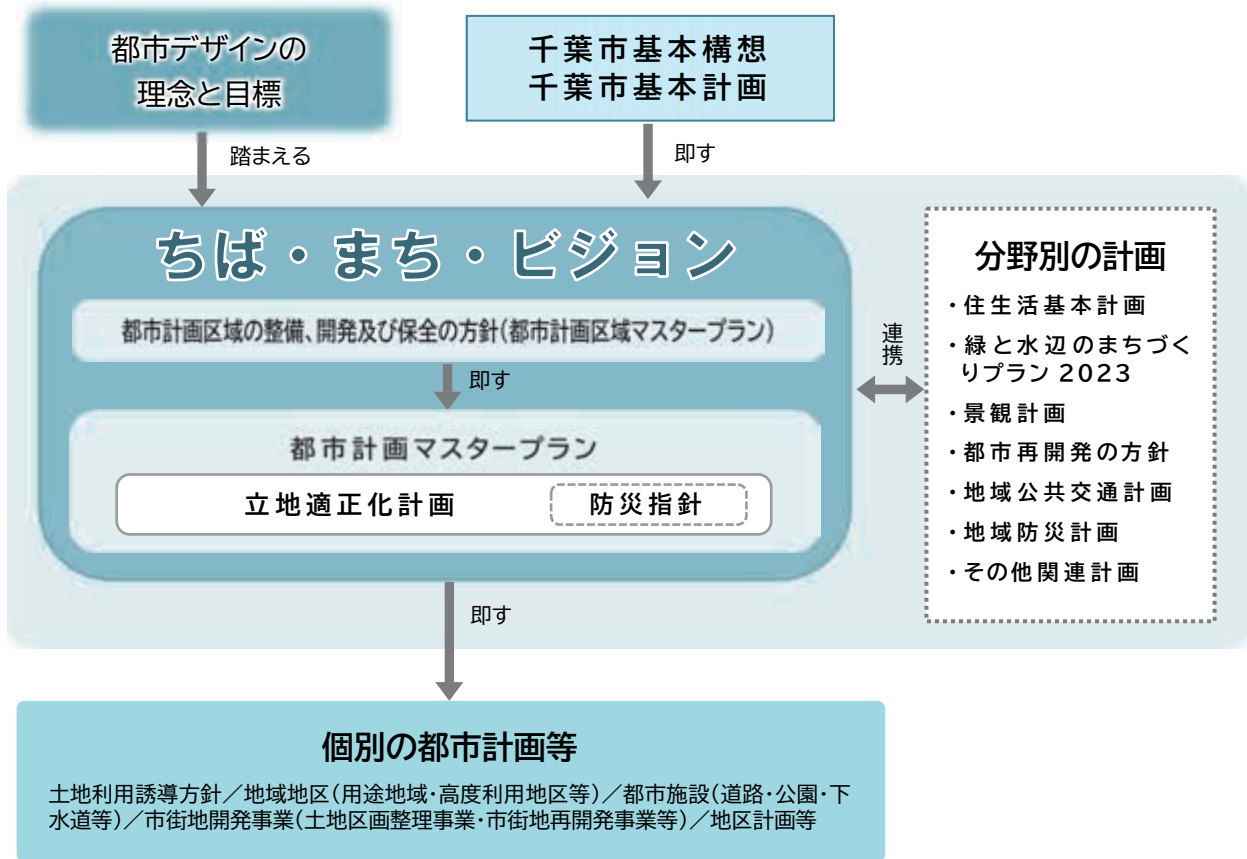 都市デザインの
理念と目標
千葉市基本構想
千葉市基本計画
踏まえる
即す
ちば・まち・ビジョン
都市計画区域の整備、開発及び保全の方針(都市計画区域マスタープラン)
即す
都市計画マスタープラン
立地適正化計画
防災指針
連携
分野別の計画
・住生活基本計画
・緑と水辺のまちづく
りプラン 2023
・景観計画
・都市再開発の方針
・地域公共交通計画
・地域防災計画
・その他関連計画
即す
個別の都市計画等
土地利用誘導方針／地域地区(用途地域・高度利用地区等)／都市施設(道路・公園・下
水道等)／市街地開発事業(土地区画整理事業・市街地再開発事業等)／地区計画等